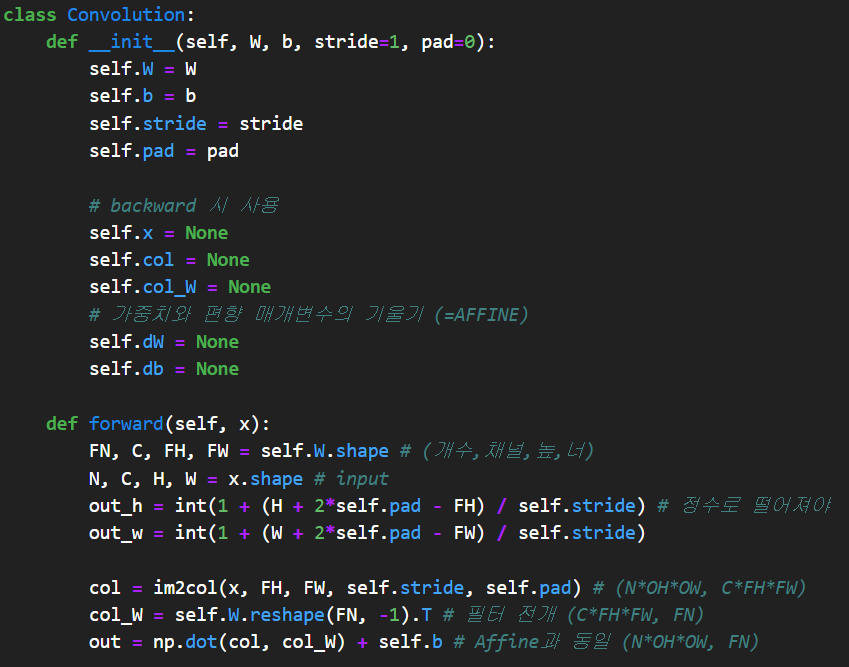 class Convolution:
    def __init__(self, W, b, stride=1, pad=0):
        self.W = W
        self.b = b
        self.stride = stride
        self.pad = pad

        # backward 시 사용
        self.x = None
        self.col = None
        self.col_W = None
        # 가중치와 편향 매개변수의 기울기 (=AFFINE)
        self.dW = None
        self.db = None

    def forward(self, x):
        FN, C, FH, FW = self.W.shape # (개수,채널,높,너)
        N, C, H, W = x.shape # input
        out_h = int(1 + (H + 2*self.pad - FH) / self.stride) # 정수로 떨어져야
        out_w = int(1 + (W + 2*self.pad - FW) / self.stride)

        col = im2col(x, FH, FW, self.stride, self.pad) # (N*OH*OW, C*FH*FW)
        col_W = self.W.reshape(FN, -1).T # 필터 전개 (C*FH*FW, FN)
        out = np.dot(col, col_W) + self.b # Affine과 동일 (N*OH*OW, FN)